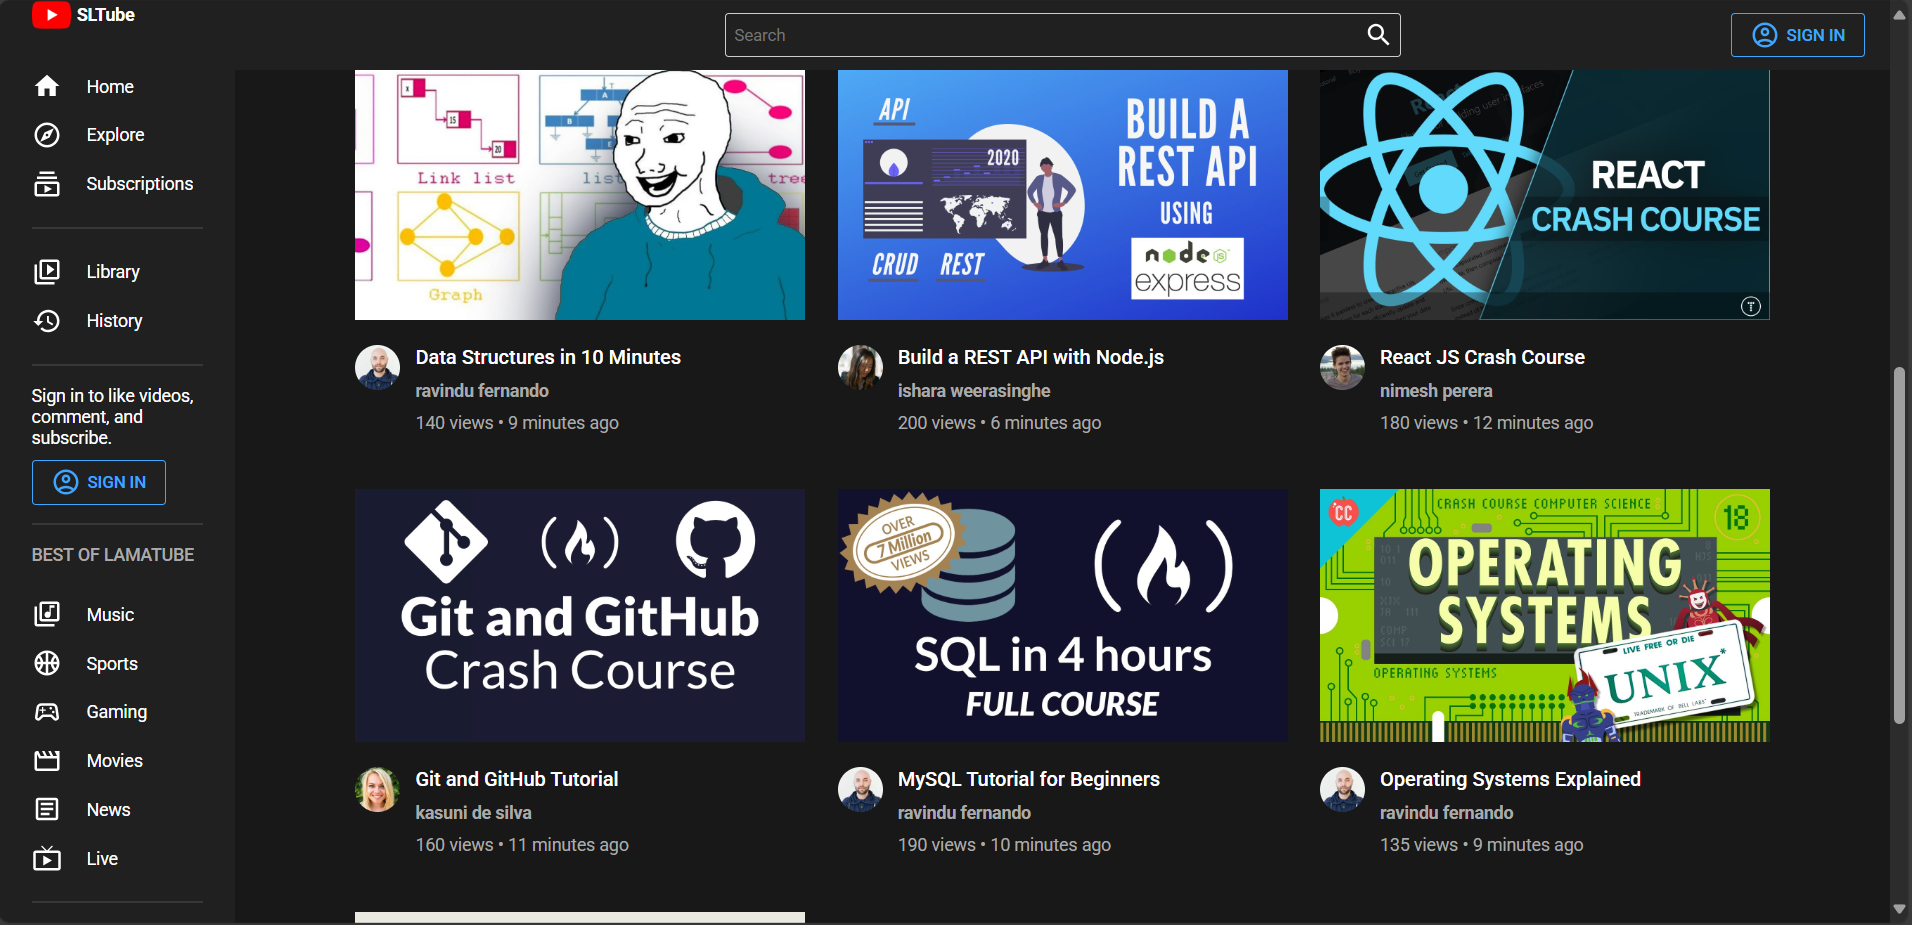 SLTube
Search
SIGN IN
Home
Explore
Subscriptions
Library
History
Sign in to like videos,
comment, and
subscribe.
SIGN IN
BEST OF LAMATUBE
Music
Sports
Gaming
Movies
News
Live
x
15
20
Link list
A
B
list
tree
Graph
API
2020
CRUD REST
BUILD A
REST API
USING
node
JS
express
REACT
CRASH COURSE
T
Data Structures in 10 Minutes
ravindu fernando
140 views • 9 minutes ago
Build a REST API with Node.js
ishara weerasinghe
200 views • 6 minutes ago
React JS Crash Course
nimesh perera
180 views • 12 minutes ago
Git and GitHub
Crash Course
OVER
7 Million
VIEWS
SQL in 4 hours
FULL COURSE
CC
CRASH COURSE COMPUTER SCIENCE
18
OPERATING
SYSTEMS
OPERATING SYSTEMS
LIVE FREE OR DIE
UNIX*
TRADEMARK OF BELL LABS
Git and GitHub Tutorial
kasuni de silva
160 views • 11 minutes ago
MySQL Tutorial for Beginners
ravindu fernando
190 views • 10 minutes ago
Operating Systems Explained
ravindu fernando
135 views • 9 minutes ago